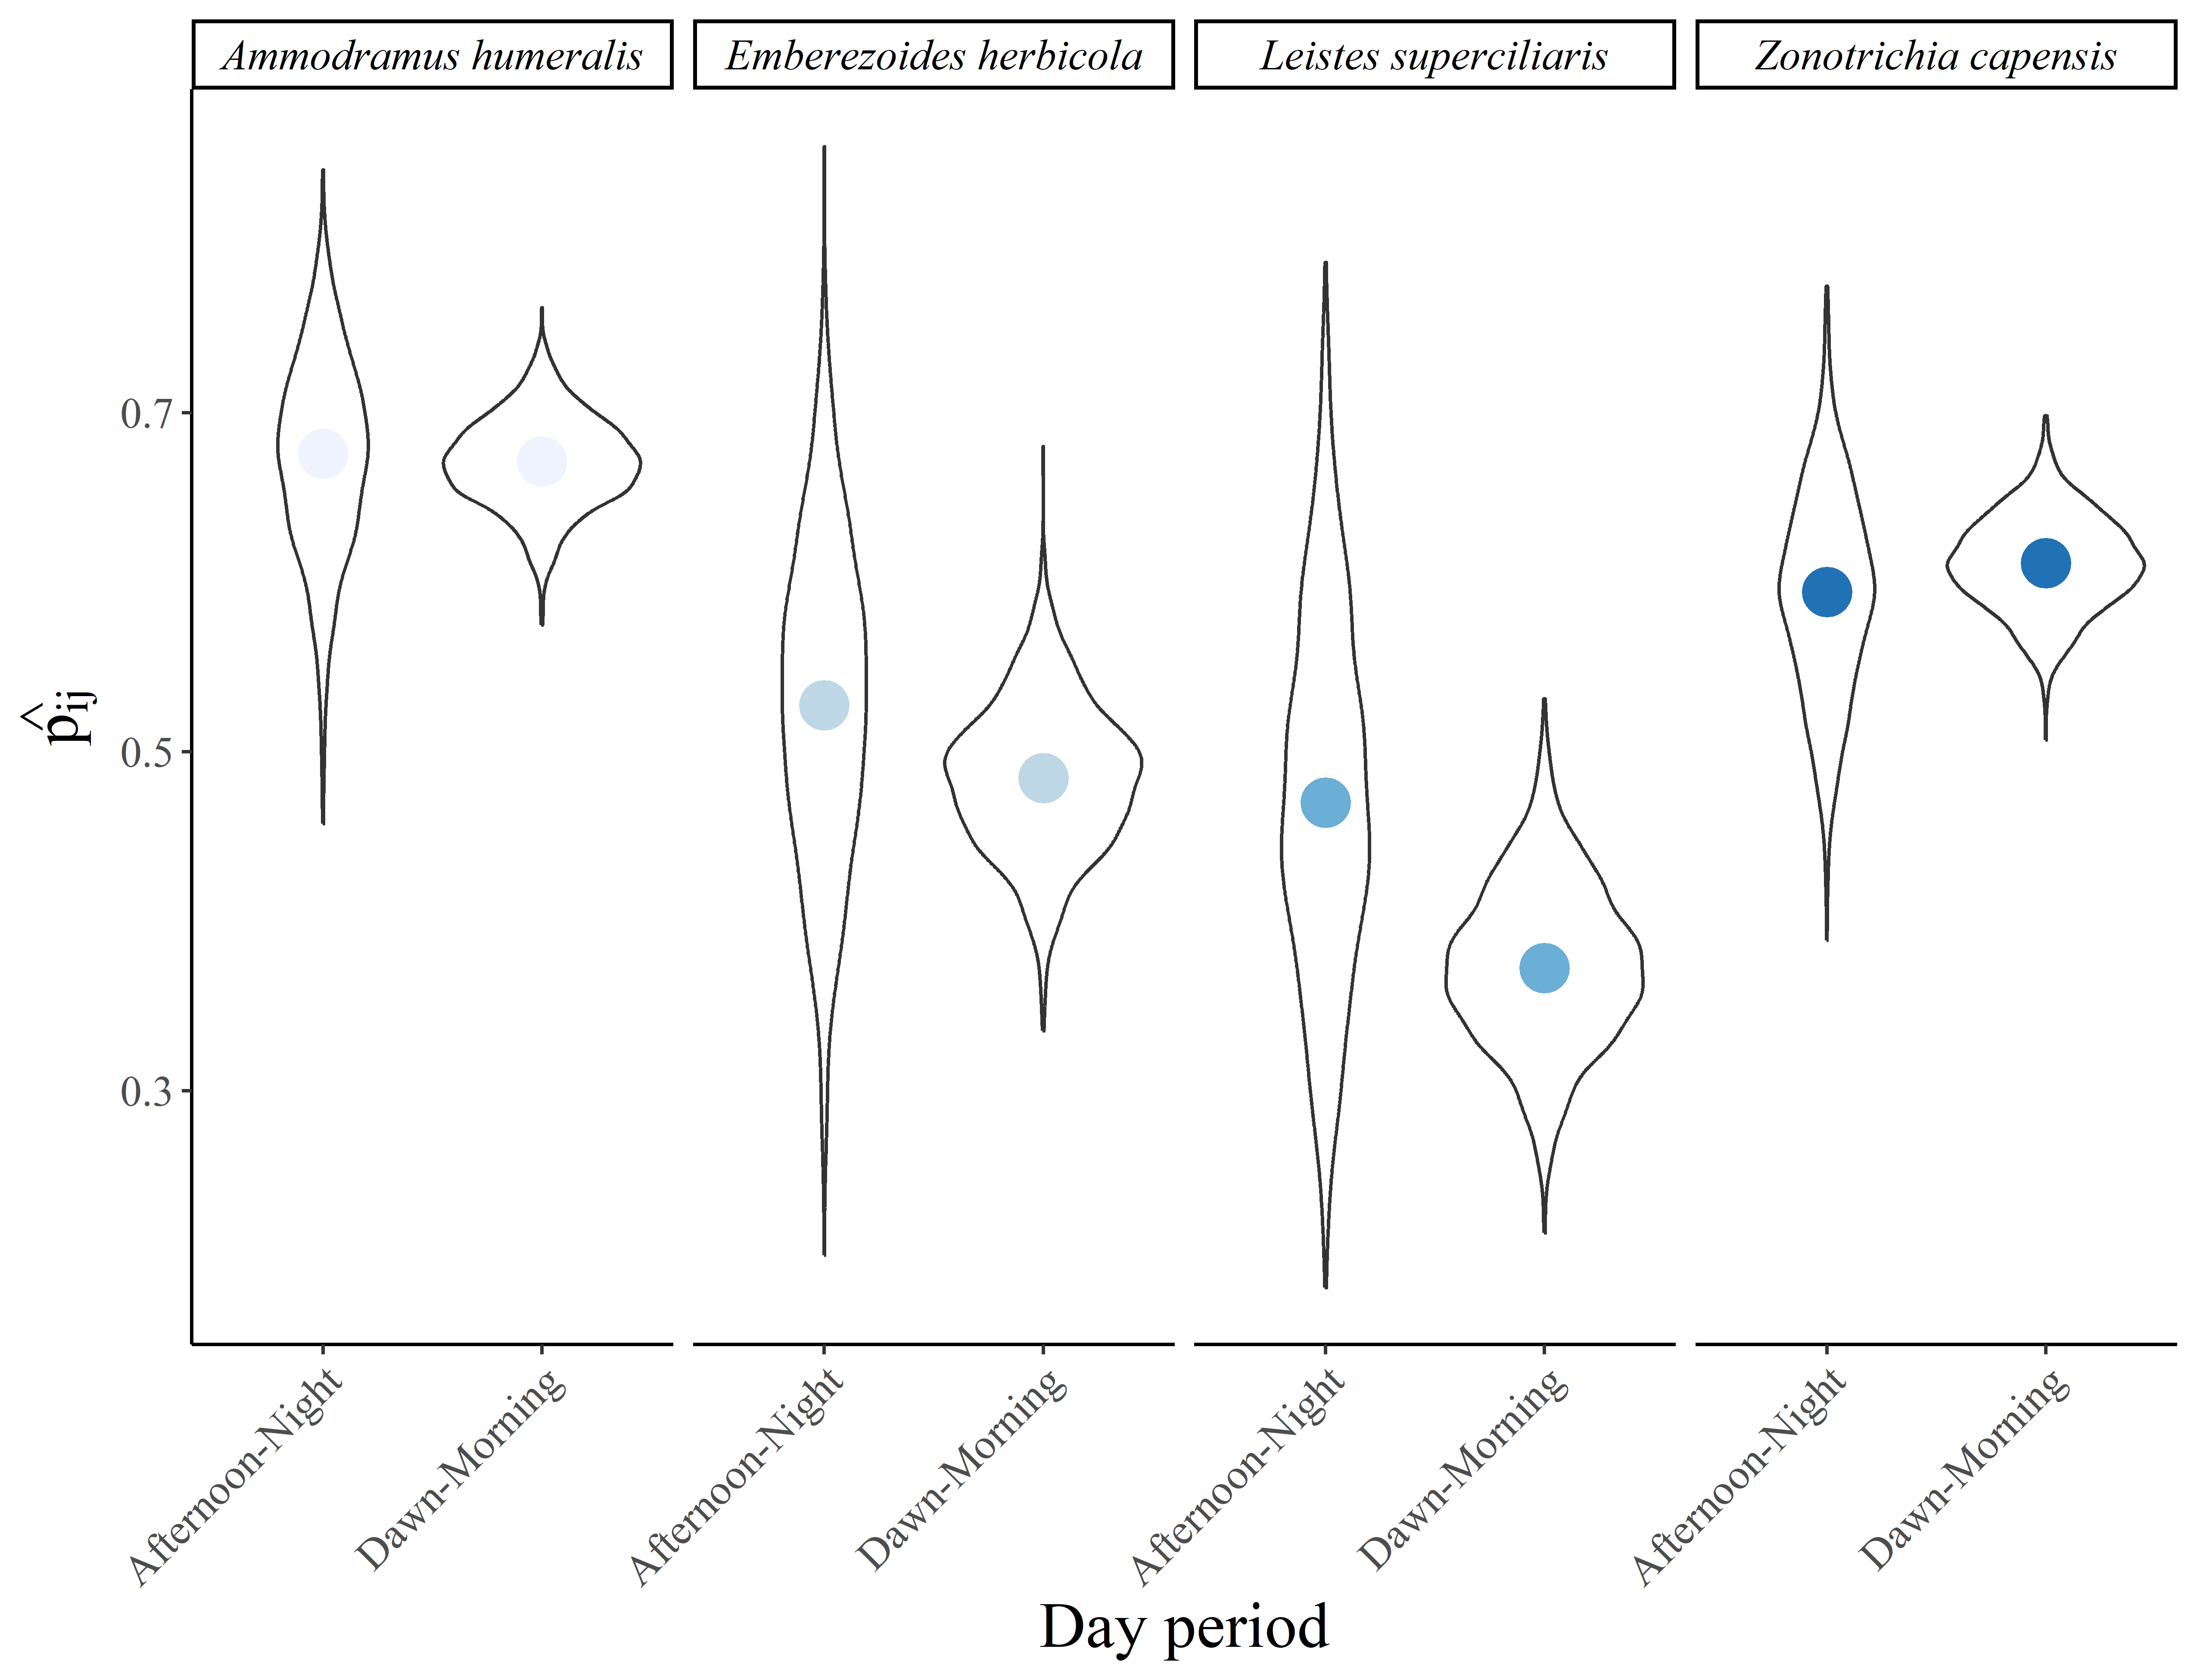 Ammodramus humeralis
Emberezoides herbicola
Leistes superciliaris
Zonotrichia capensis
p̂ij
0.7
0.5
0.3
Afternoon-Night
Dawn-Morning
Afternoon-Night
Dawn-Morning
Afternoon-Night
Dawn-Morning
Afternoon-Night
Dawn-Morning
Day period